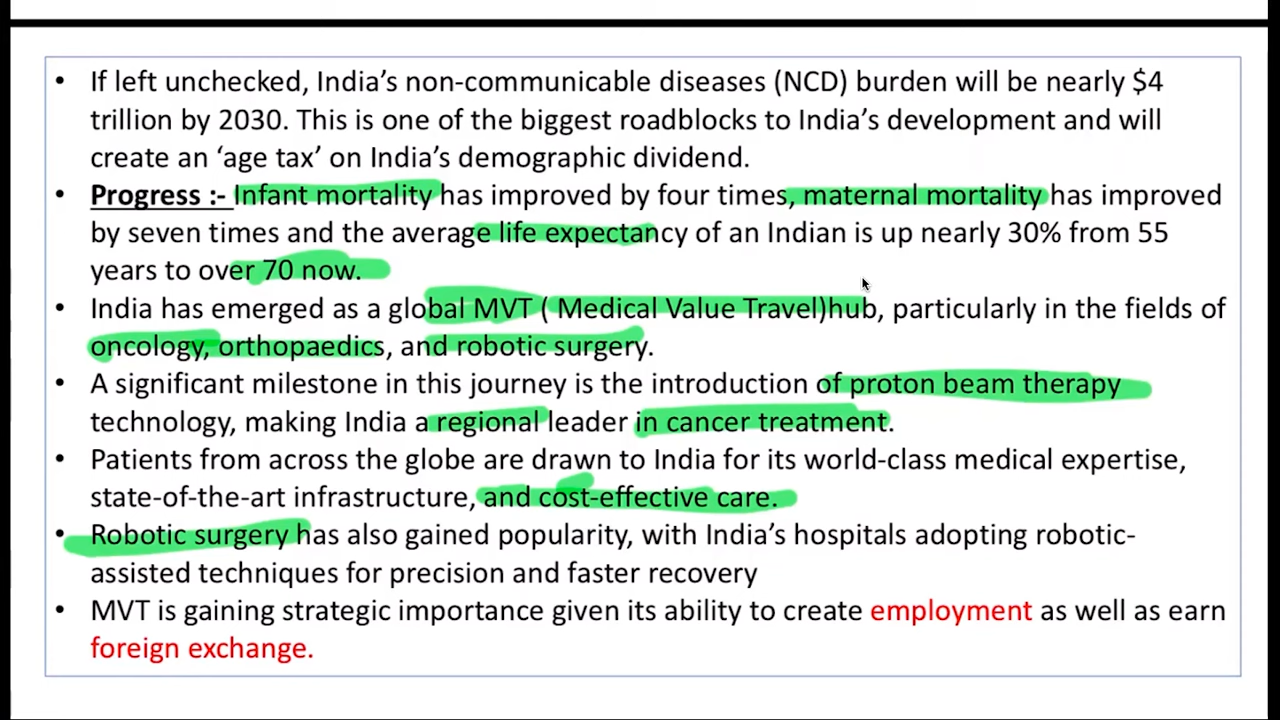 • If left unchecked, India’s non-communicable diseases (NCD) burden will be nearly $4
trillion by 2030. This is one of the biggest roadblocks to India’s development and will
create an ‘age tax’ on India’s demographic dividend.
• Progress :- Infant mortality has improved by four times, maternal mortality has improved
by seven times and the average life expectancy of an Indian is up nearly 30% from 55
years to over 70 now.
• India has emerged as a global MVT ( Medical Value Travel)hub, particularly in the fields of
oncology, orthopaedics, and robotic surgery.
• A significant milestone in this journey is the introduction of proton beam therapy
technology, making India a regional leader in cancer treatment.
• Patients from across the globe are drawn to India for its world-class medical expertise,
state-of-the-art infrastructure, and cost-effective care.
• Robotic surgery has also gained popularity, with India’s hospitals adopting robotic-
assisted techniques for precision and faster recovery
• MVT is gaining strategic importance given its ability to create employment as well as earn
foreign exchange.